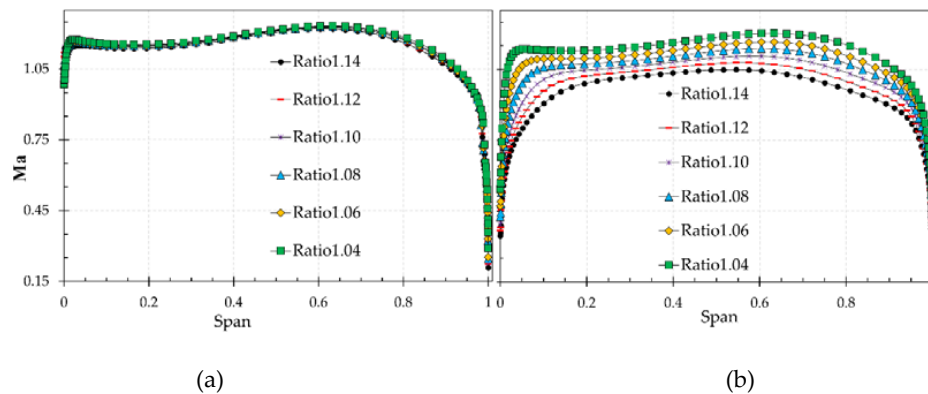 1.05
0.75
0.45
0.15
Ma
Ratio1.14
Ratio1.12
Ratio1.10
Ratio1.08
Ratio1.06
Ratio1.04
0
0.2
0.4
0.6
0.8
1
Span
Ratio1.14
Ratio1.12
Ratio1.10
Ratio1.08
Ratio1.06
Ratio1.04
0
0.2
0.4
0.6
0.8
Span
(a)
(b)